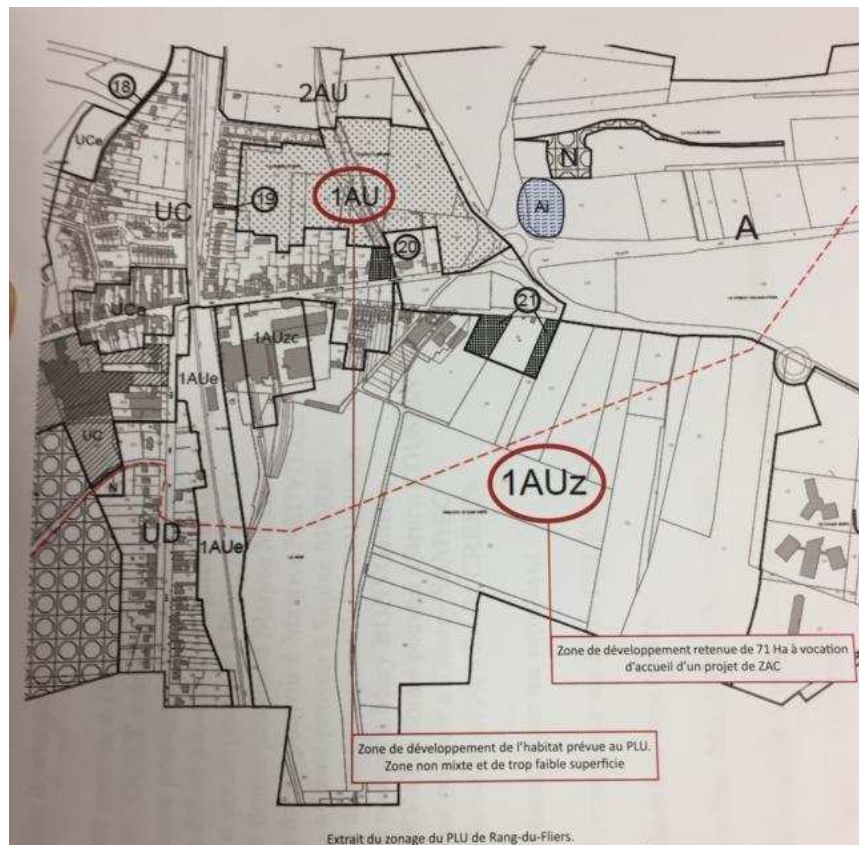 18
2AU
UCa
N
UC
19
1AU
Ai
20
A
21
UCa
1AUzc
1AUe
UC
1AUz
N
UD
1AUe
Zone de développement retenue de 71 Ha à vocation
d'accueil d'un projet de ZAC
Zone de développement de l'habitat prévue au PLU.
Zone non mixte et de trop faible superficie
Extrait du zonage du PLU de Rang-du-Fliers.